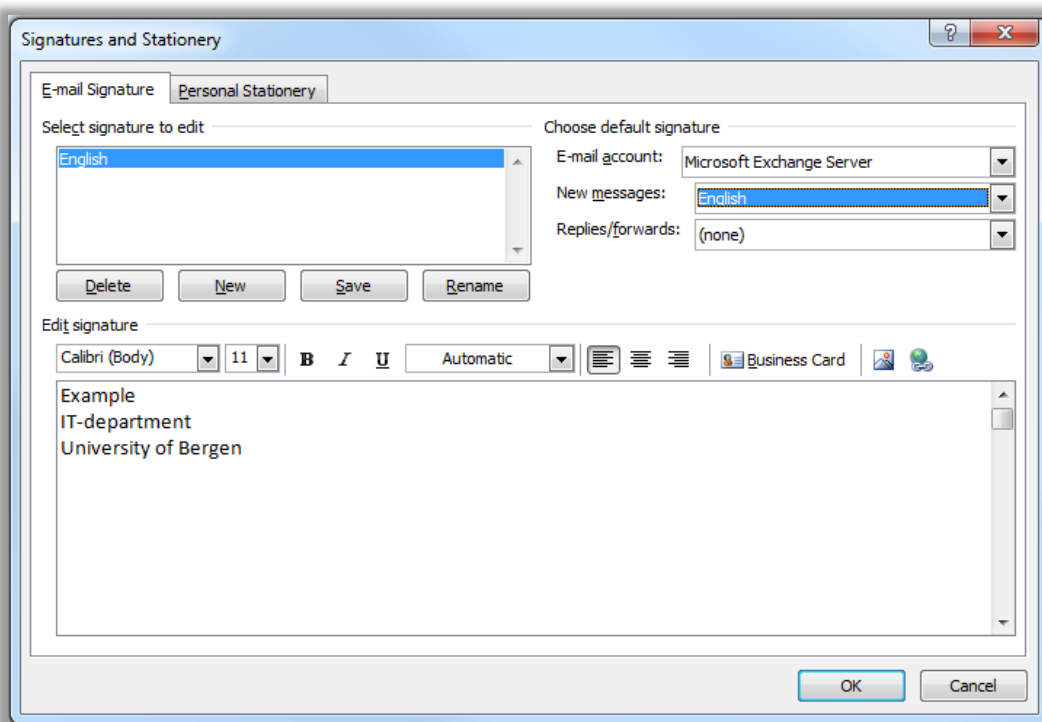 Signatures and Stationery
E-mail Signature
Personal Stationery
Select signature to edit
English
Delete
New
Save
Rename
Choose default signature
E-mail account:
Microsoft Exchange Server
New messages:
English
Replies/forwards:
(none)
Edit signature
Calibri (Body)
11
B
I
U
Automatic
Business Card
Example
IT-department
University of Bergen
OK
Cancel